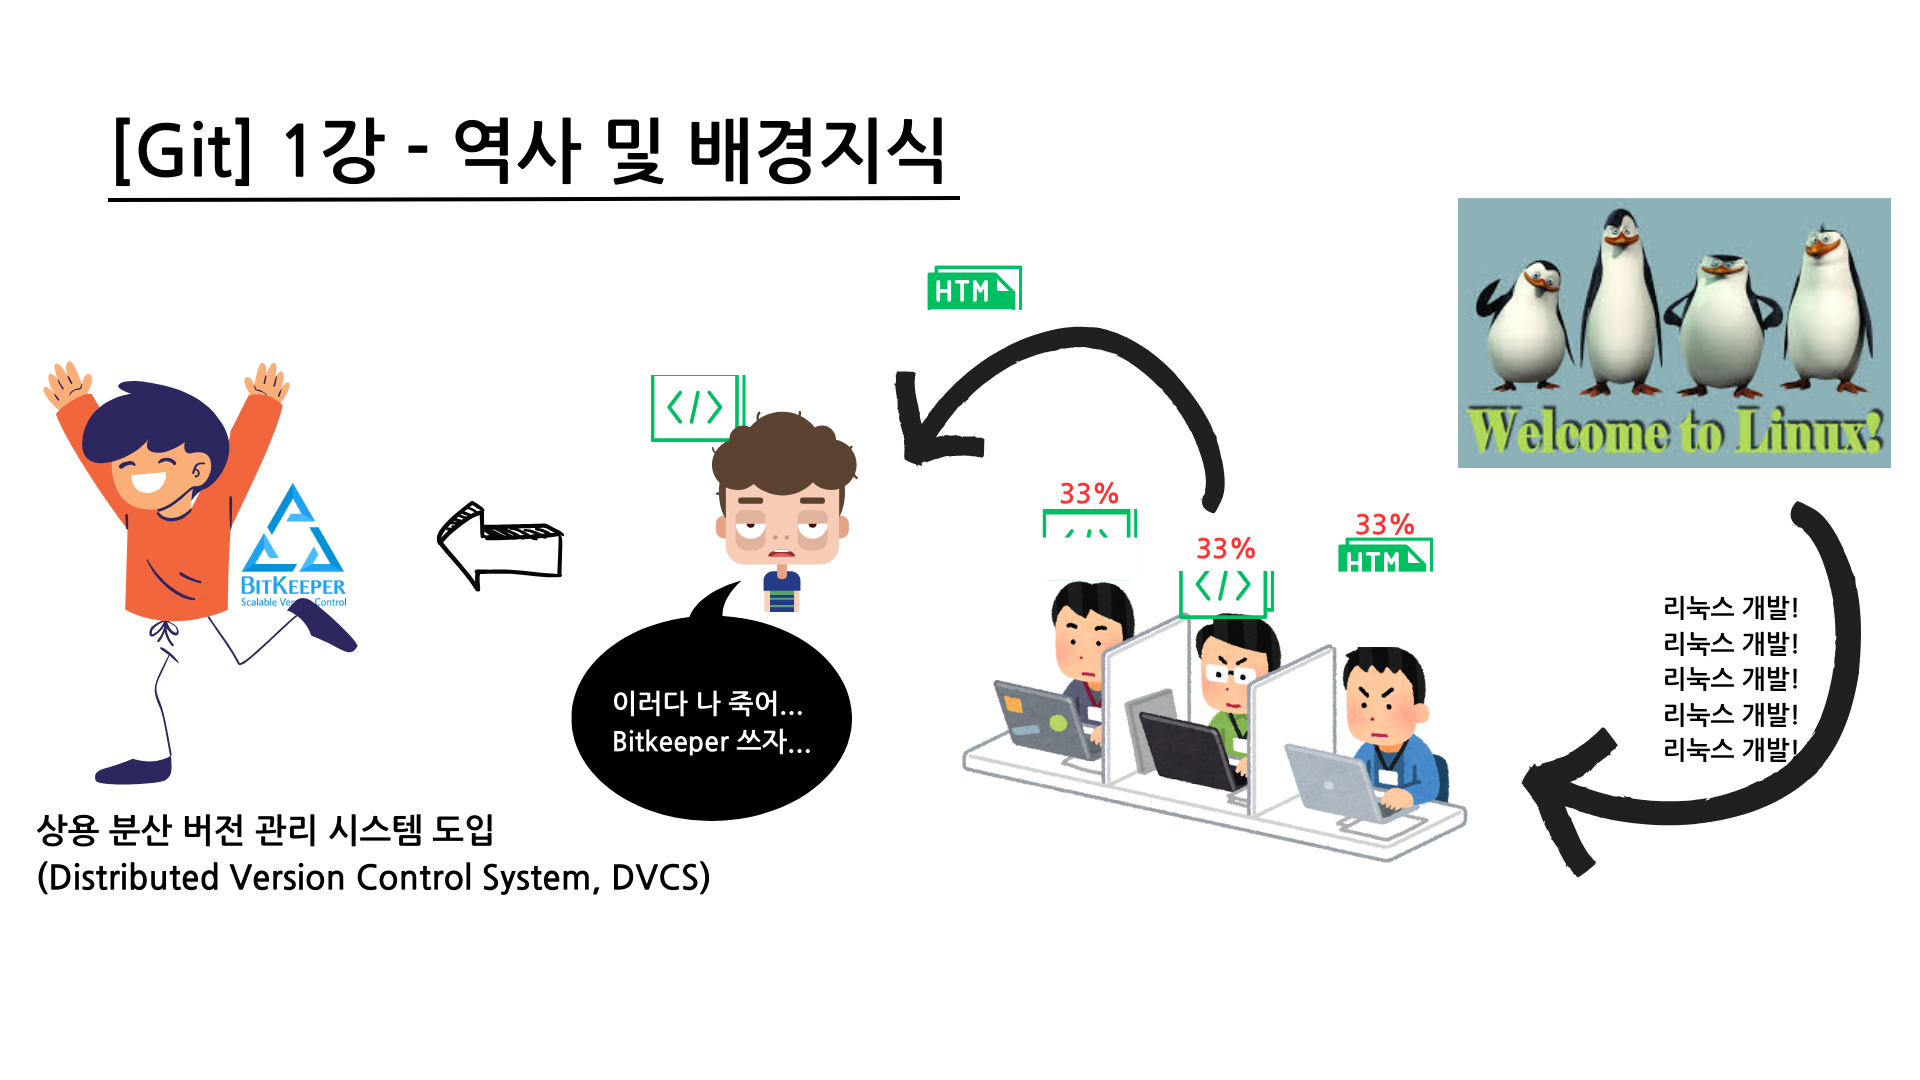 [Git] 1강 - 역사 및 배경지식
HTM
</>
Welcome to Linux!
33%
33%
33%
</>
HTM
BITKEEPER
Scalable Version Control
리눅스 개발!
리눅스 개발!
리눅스 개발!
리눅스 개발!
리눅스 개발!
이러다 나 죽어...
Bitkeeper 쓰자...
상용 분산 버전 관리 시스템 도입
(Distributed Version Control System, DVCS)